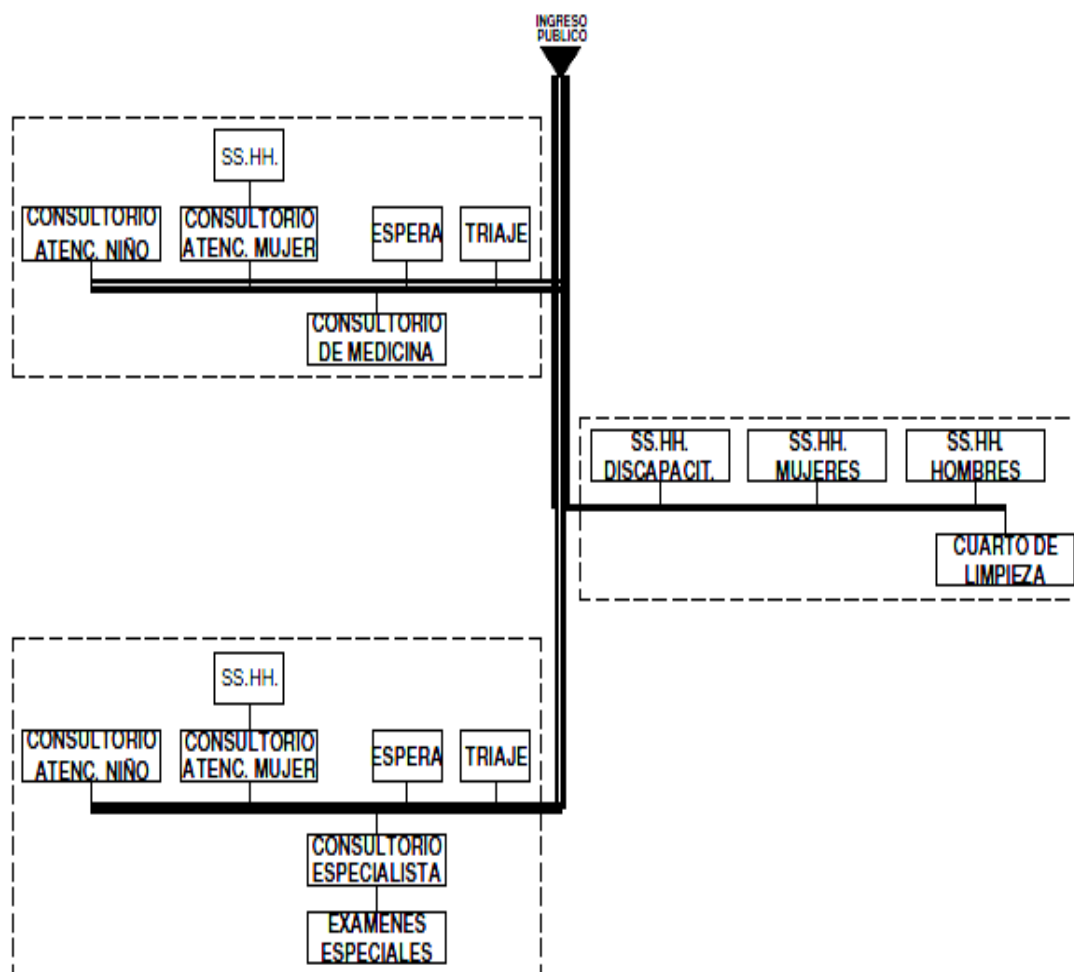 INGRESO
PUBLICO
SS.HH.
CONSULTORIO
ATENC. NIÑO
CONSULTORIO
ATENC. MUJER
ESPERA
TRIAJE
CONSULTORIO
DE MEDICINA
SS.HH.
DISCAPACIT.
SS.HH.
MUJERES
SS.HH.
HOMBRES
CUARTO DE
LIMPIEZA
SS.HH.
CONSULTORIO
ATENC. NIÑO
CONSULTORIO
ATENC. MUJER
ESPERA
TRIAJE
CONSULTORIO
ESPECIALISTA
EXAMENES
ESPECIALES